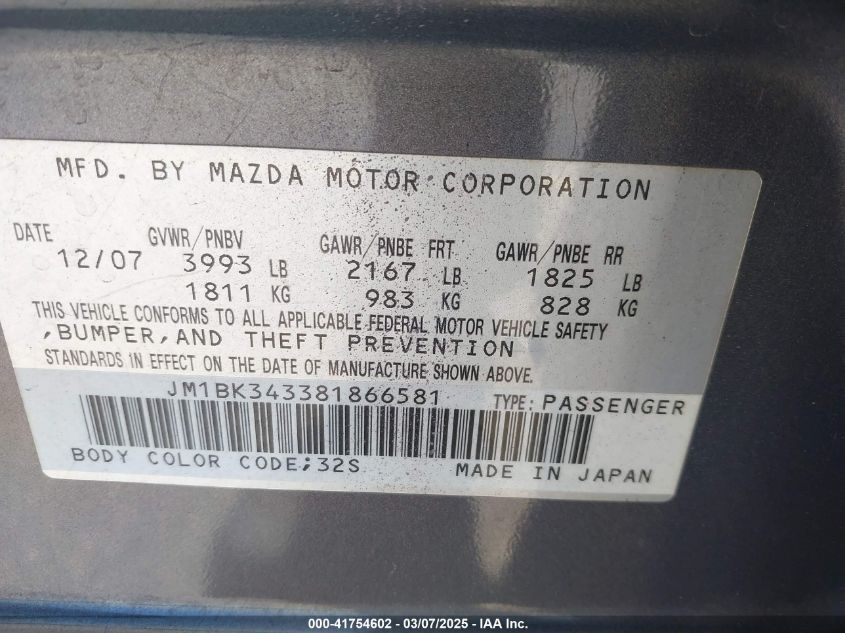 MFD. BY MAZDA MOTOR CORPORATION
DATE GVWR/PNBV GAWR/PNBE FRT GAWR/PNBE RR
12/07 3993 LB 2167 LB 1825 LB
1811 KG 983 KG 828 KG
THIS VEHICLE CONFORMS TO ALL APPLICABLE FEDERAL MOTOR VEHICLE SAFETY
,BUMPER,AND THEFT PREVENTION
STANDARDS IN EFFECT ON THE DATE OF MANUFACTURE SHOWN ABOVE.
JM1BK343381866581 TYPE: PASSENGER
BODY COLOR CODE;32S MADE IN JAPAN
000-41754602 - 03/07/2025 - IAA Inc.